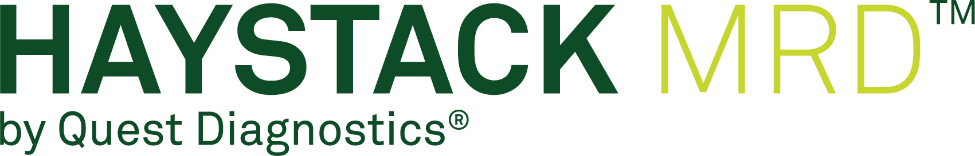 HAYSTACK MRD™
by Quest Diagnostics®